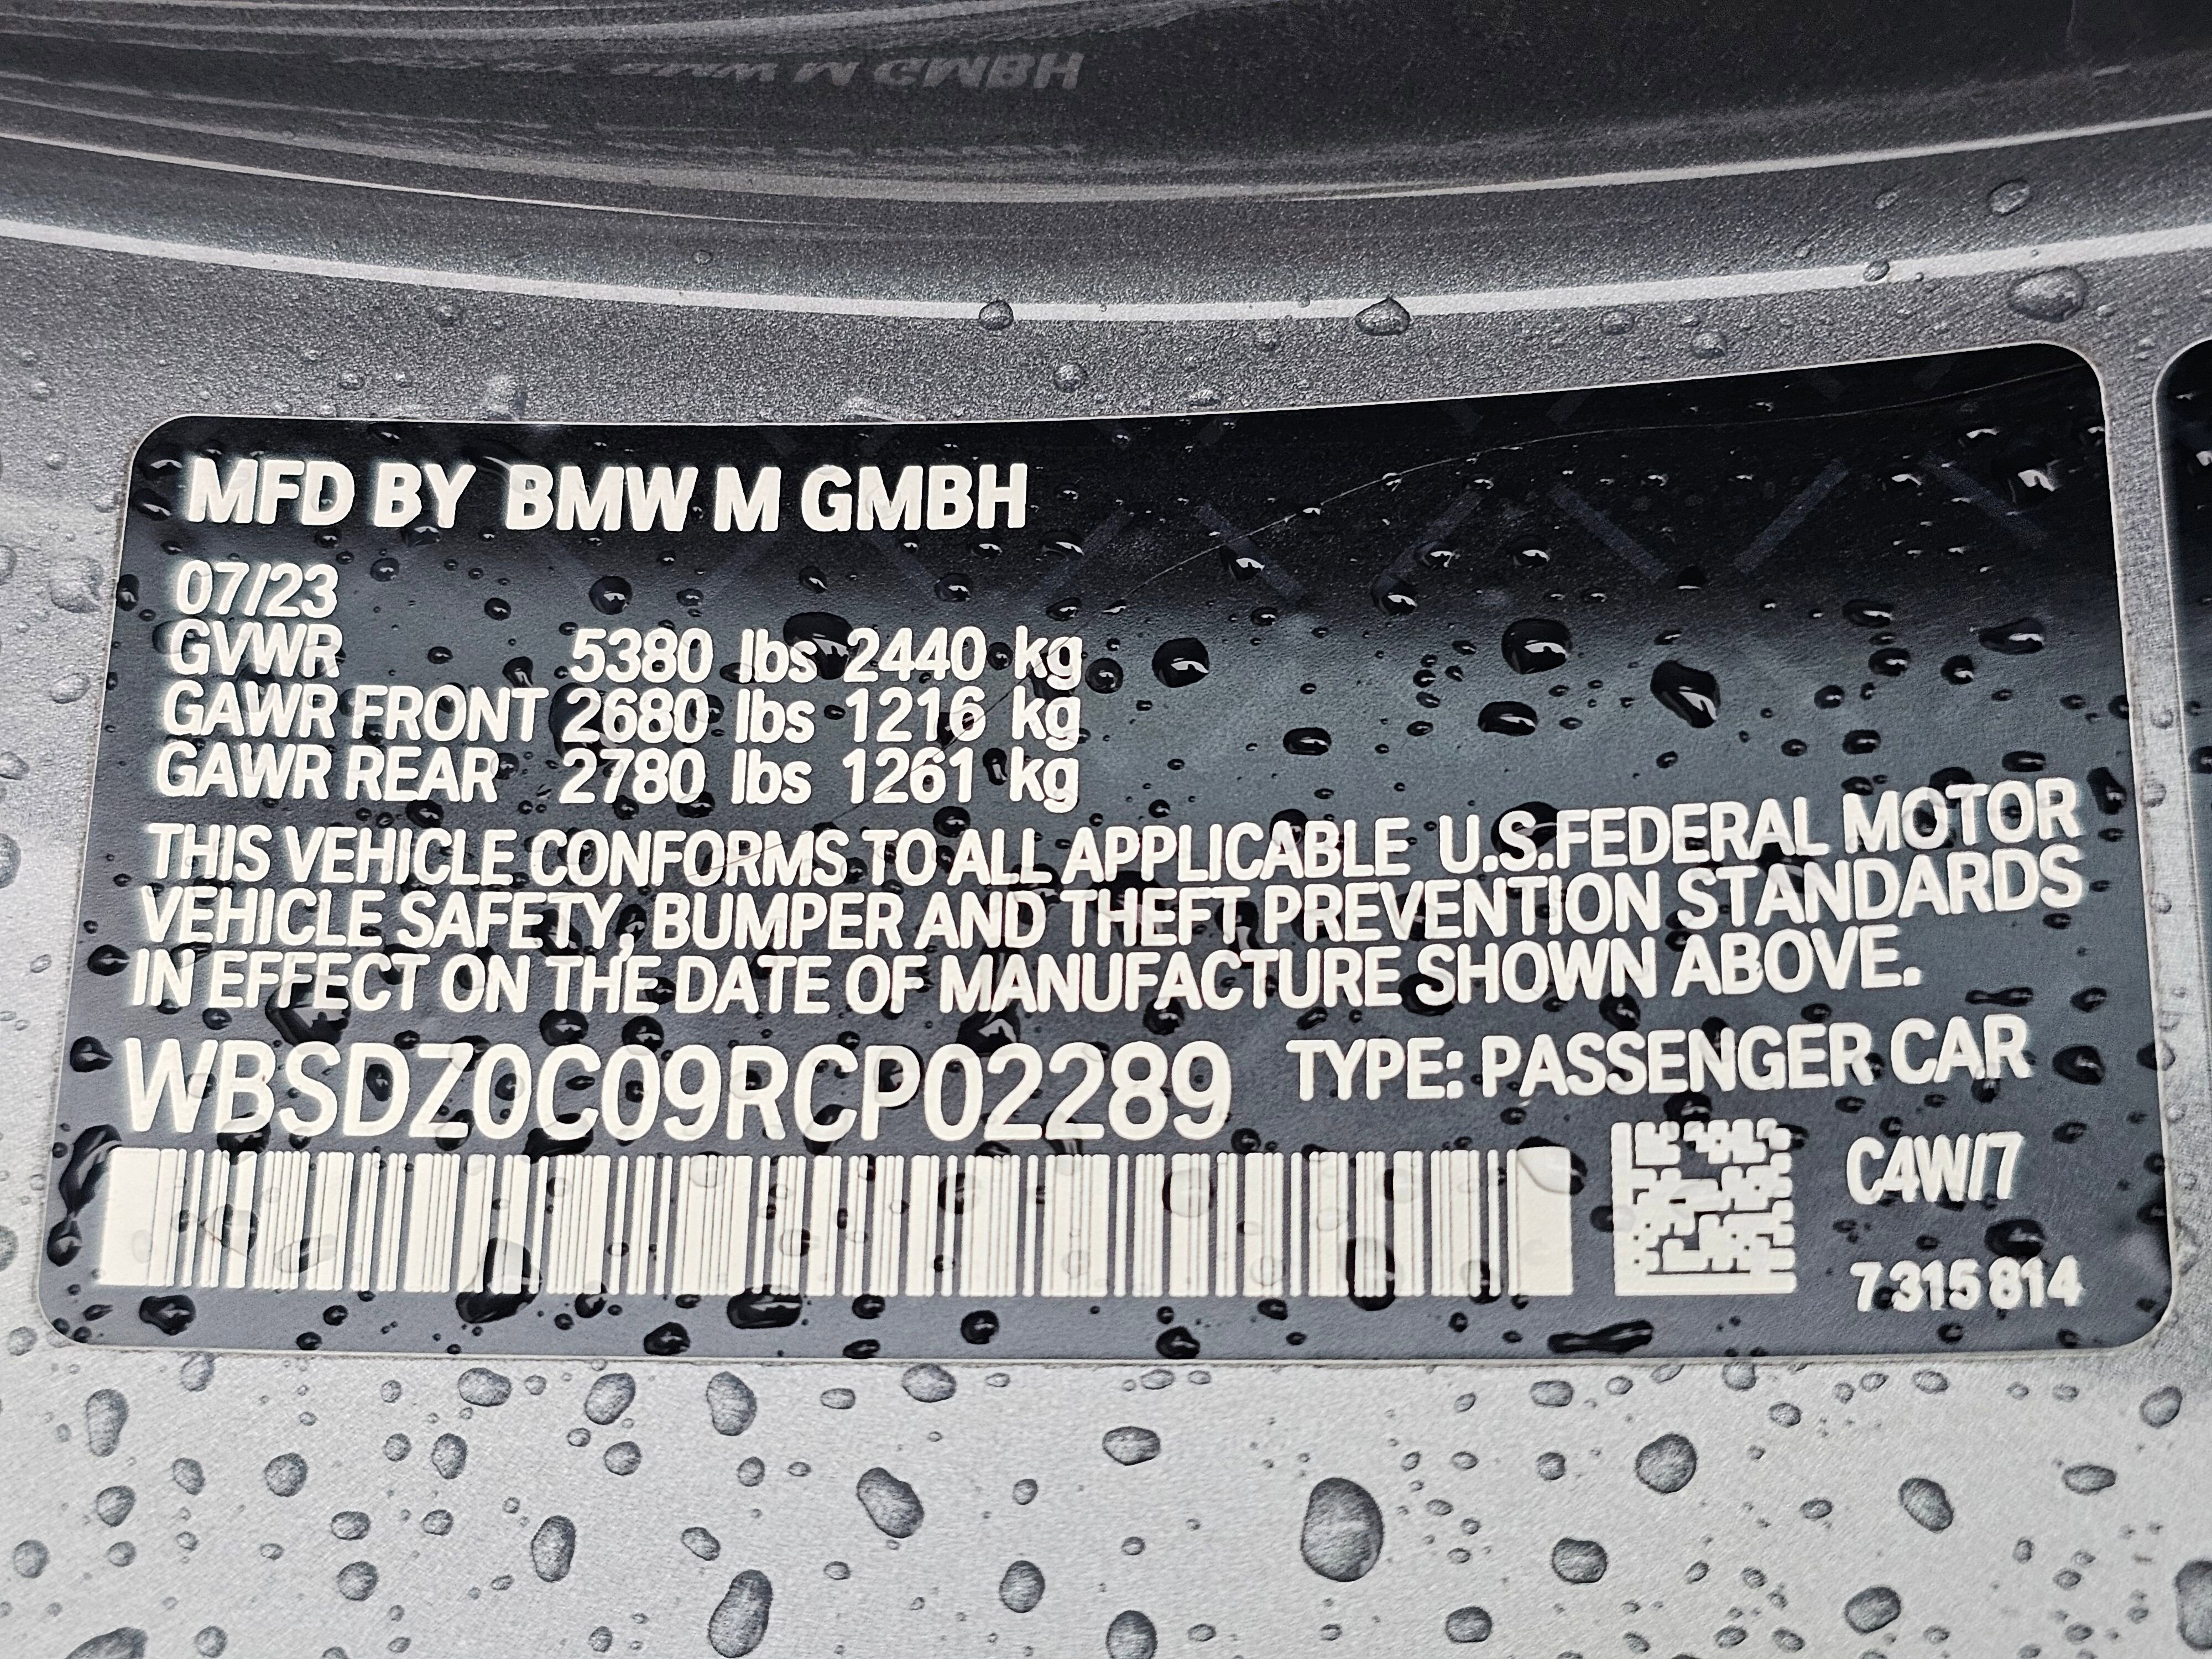 MFD BY BMW M GMBH
07/23
GVWR 5380 lbs 2440 kg
GAWR FRONT 2680 lbs 1216 kg
GAWR REAR 2780 lbs 1261 kg
THIS VEHICLE CONFORMS TO ALL APPLICABLE U.S.FEDERAL MOTOR
VEHICLE SAFETY, BUMPER AND THEFT PREVENTION STANDARDS
IN EFFECT ON THE DATE OF MANUFACTURE SHOWN ABOVE.
WBSDZ0C09RCP02289 TYPE: PASSENGER CAR
C4W/7
7 315 814